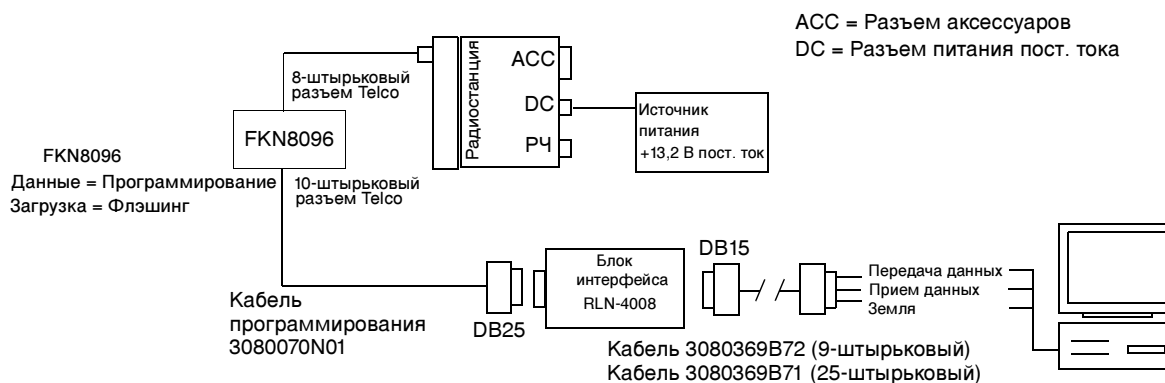 ACC = Разъем аксессуаров
DC = Разъем питания пост. тока
8-штырьковый
разъем Telco
Радиостанция
ACC
DC
РЧ
Источник
питания
+13,2 В пост. ток
FKN8096
FKN8096
Данные = Программирование
Загрузка = Флэшинг
10-штырьковый
разъем Telco
Кабель
программирования
3080070N01
DB25
Блок
интерфейса
RLN-4008
DB15
Передача данных
Прием данных
Земля
Кабель 3080369B72 (9-штырьковый)
Кабель 3080369B71 (25-штырьковый)